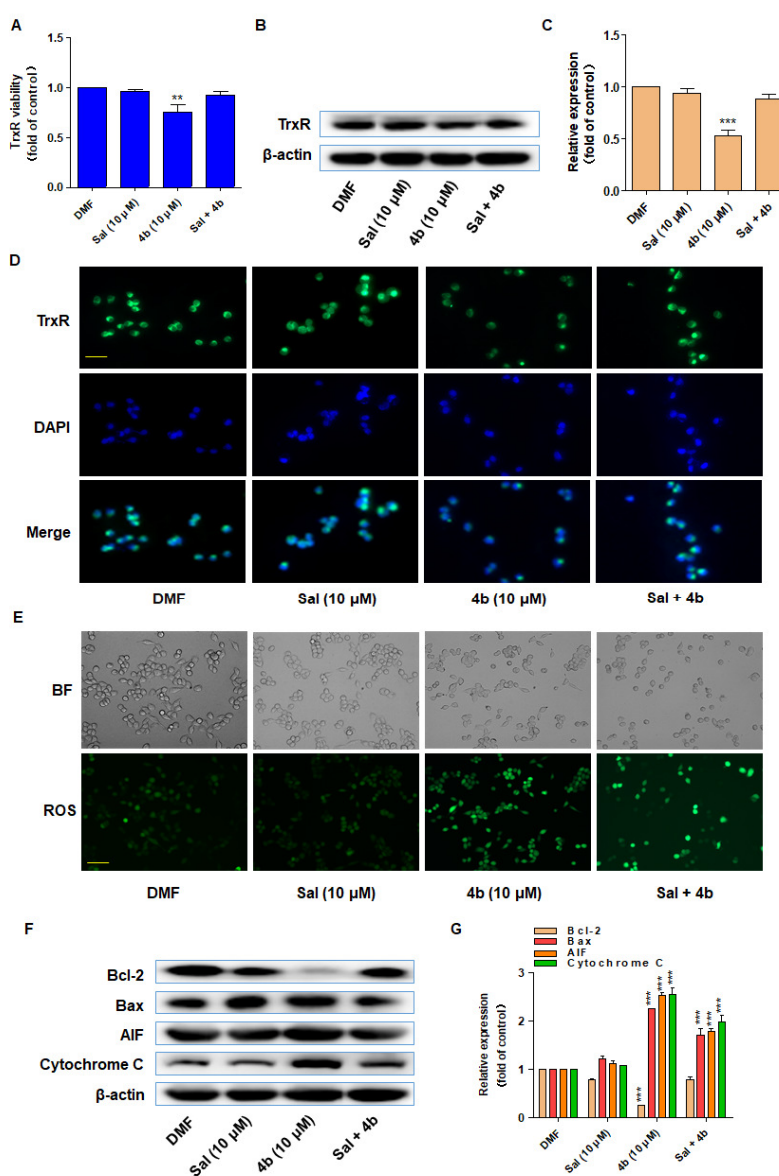 A
TrxR viability
(fold of control)
1.5
1.0
0.5
0.0
**
DMF
Sal (10 μM)
4b (10 μM)
Sal + 4b
B
TrxR
β-actin
DMF
Sal (10 μM)
4b (10 μM)
Sal + 4b
C
Relative expression
(fold of control)
1.5
1.0
0.5
0.0
***
DMF
Sal (10 μM)
4b (10 μM)
Sal + 4b
D
TrxR
DAPI
Merge
DMF
Sal (10 μM)
4b (10 μM)
Sal + 4b
E
BF
ROS
DMF
Sal (10 μM)
4b (10 μM)
Sal + 4b
F
Bcl-2
Bax
AIF
Cytochrome C
β-actin
DMF
Sal (10 μM)
4b (10 μM)
Sal + 4b
G
Bcl-2
Bax
AIF
Cytochrome C
Relative expression
(fold of control)
3
2
1
0
***
***
***
***
***
***
***
DMF
Sal (10 μM)
4b (10 μM)
Sal + 4b